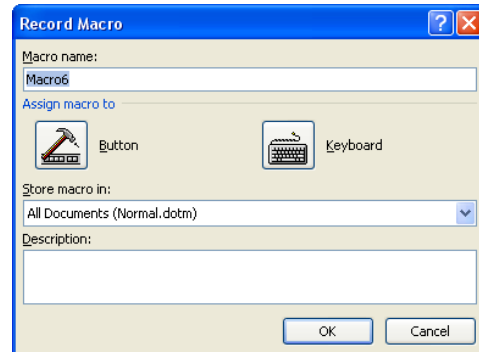 Record Macro
Macro name:
Macro6
Assign macro to
Button Keyboard
Store macro in:
All Documents (Normal.dotm)
Description:
OK Cancel